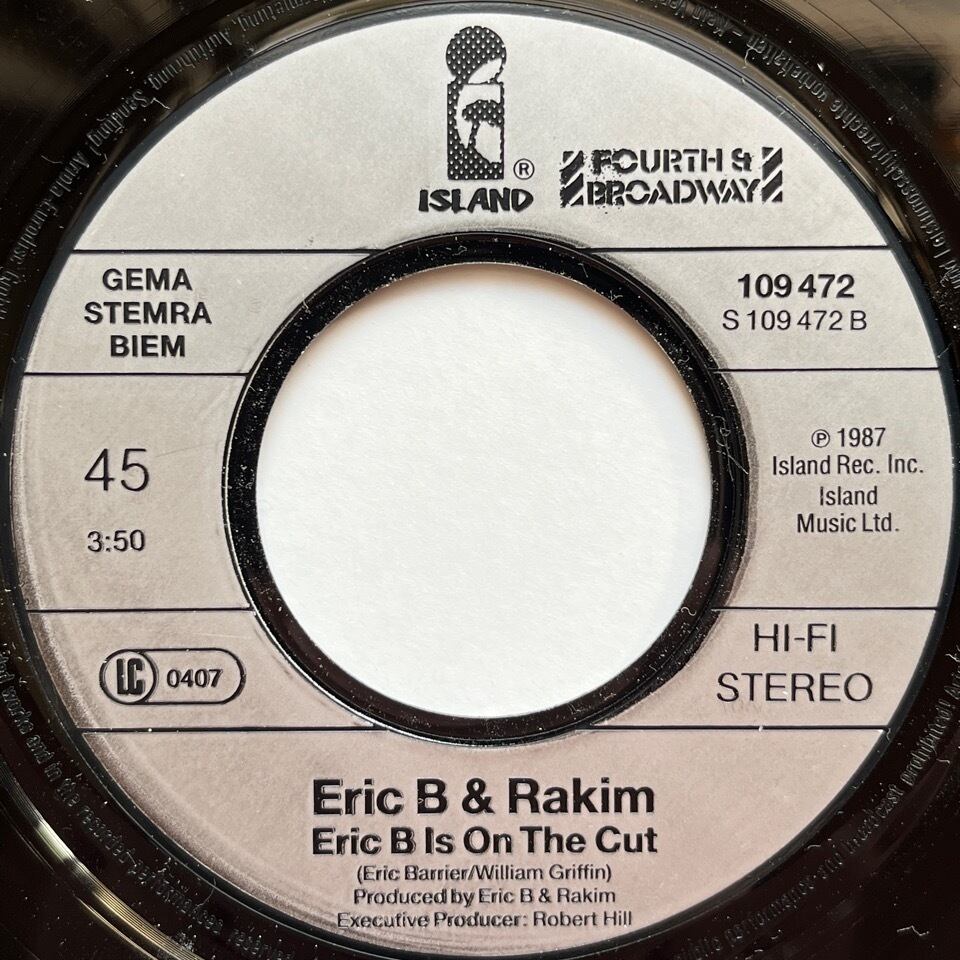 ISLAND ®
FOURTH &
BROADWAY
GEMA
STEMRA
BIEM
109 472
S 109 472 B
45
3:50
℗ 1987
Island Rec. Inc.
Island
Music Ltd.
LC 0407
HI-FI
STEREO
Eric B & Rakim
Eric B Is On The Cut
(Eric Barrier/William Griffin)
Produced by Eric B & Rakim
Executive Producer: Robert Hill